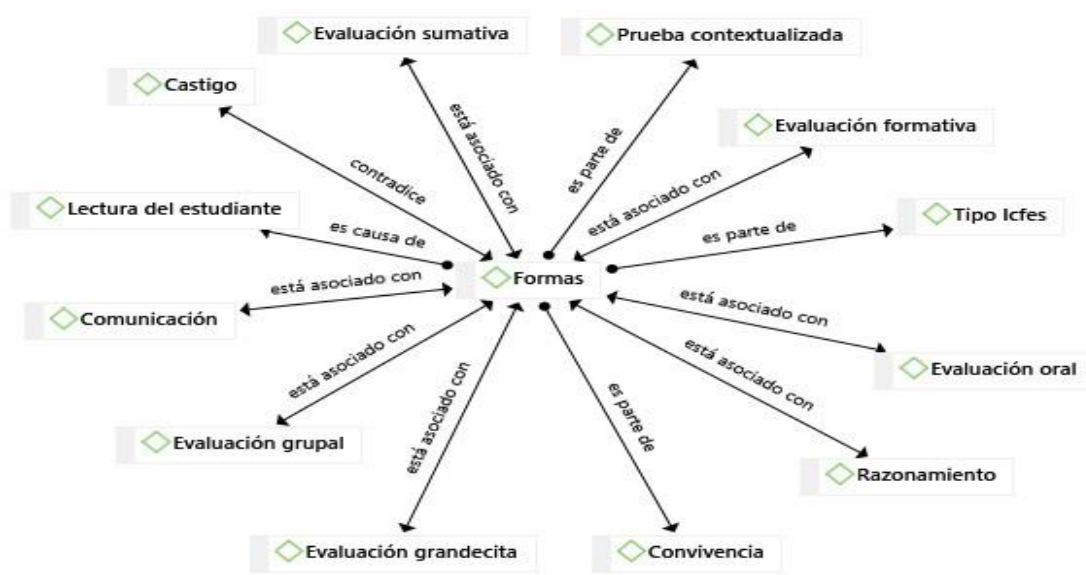 Evaluación sumativa
Prueba contextualizada
Castigo
Evaluación formativa
está asociado con
es parte de
contradice
está asociado con
Lectura del estudiante
Tipo Icfes
es causa de
es parte de
Formas
está asociado con
está asociado con
Comunicación
está asociado con
está asociado con
Evaluación oral
está asociado con
es parte de
Evaluación grupal
Razonamiento
Evaluación grandecita
Convivencia